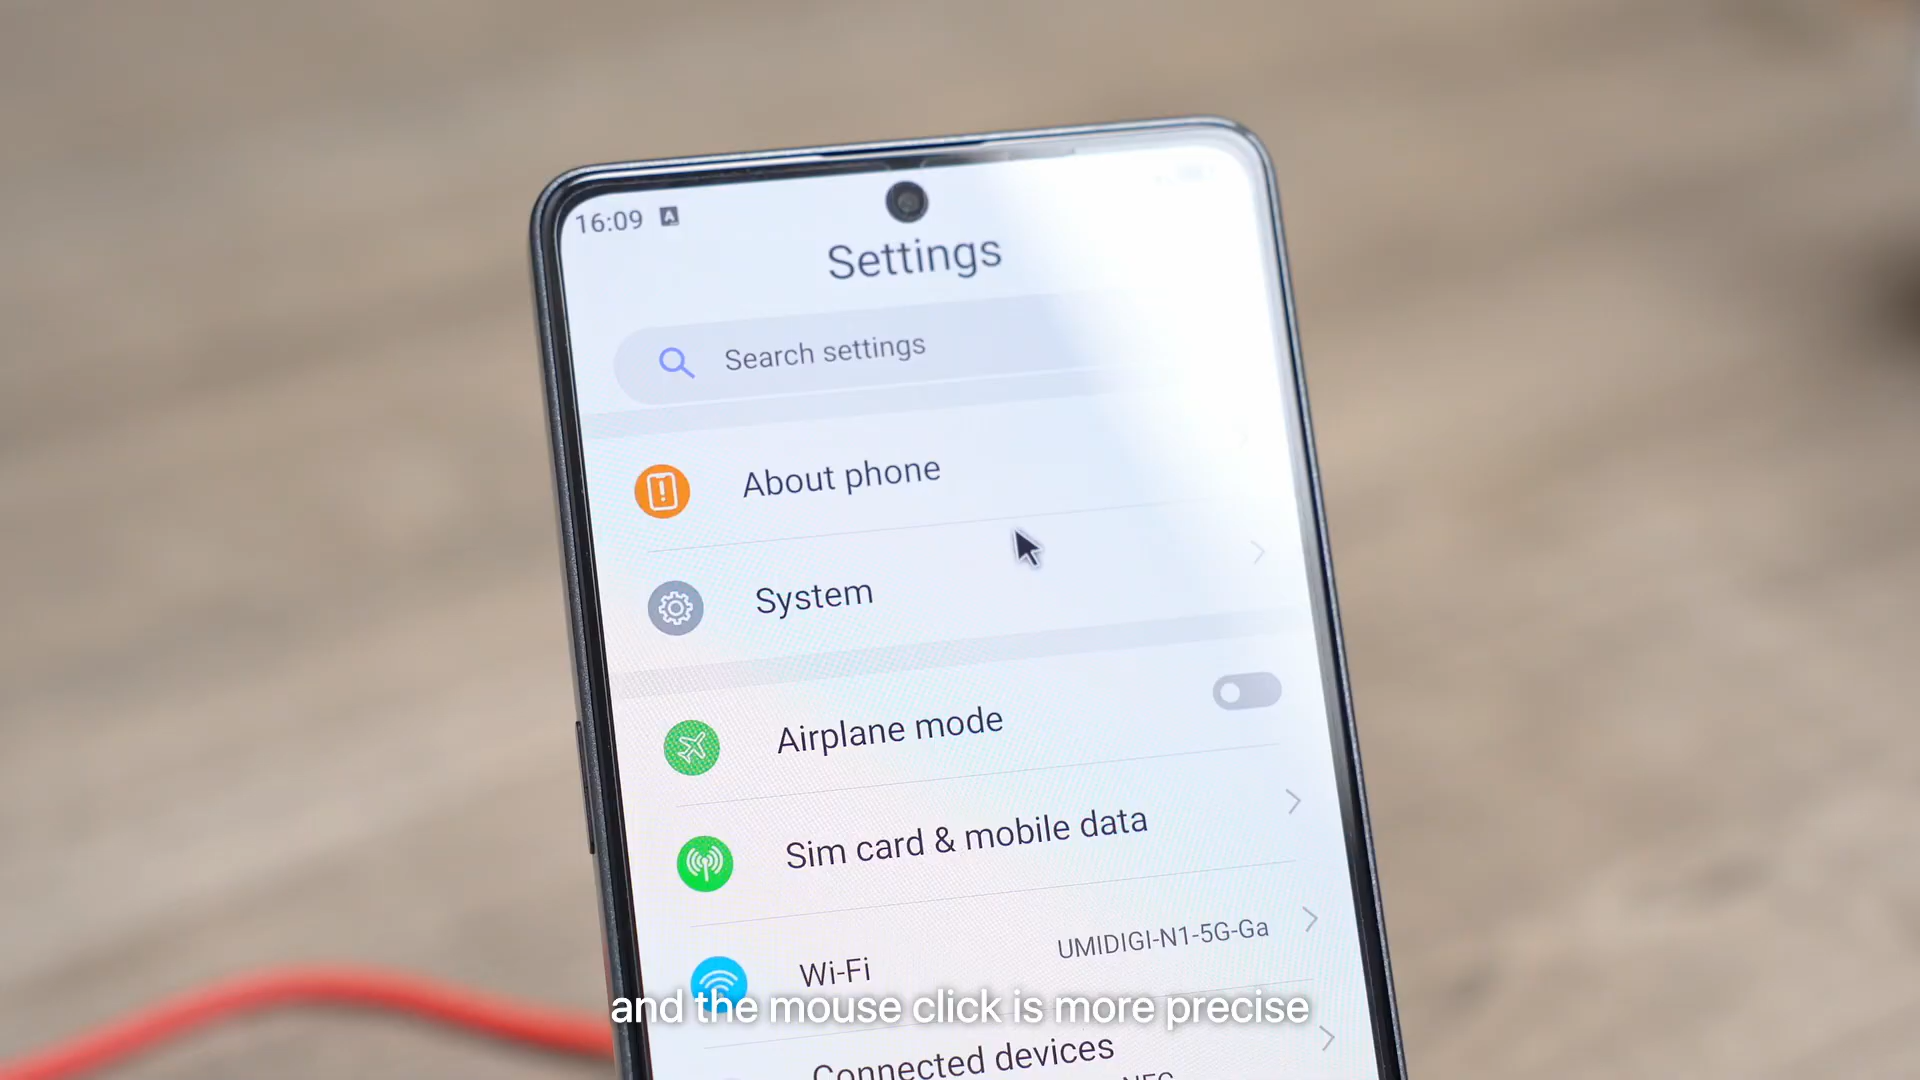 16:09 A
Settings
Search settings
About phone
System
Airplane mode
Sim card & mobile data
Wi-Fi UMIDIGI-N1-5G-Ga
and the mouse click is more precise
Connected devices
NFC